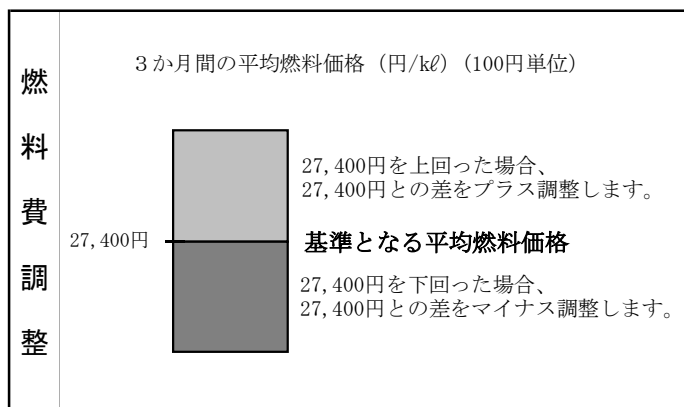 燃料費調整
３か月間の平均燃料価格（円/kℓ）(100円単位)
27,400円を上回った場合、
27,400円との差をプラス調整します。
27,400円
基準となる平均燃料価格
27,400円を下回った場合、
27,400円との差をマイナス調整します。